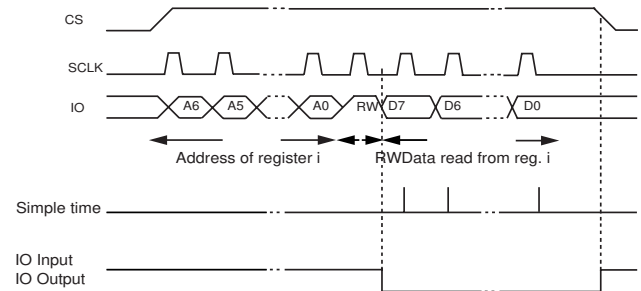 CS
SCLK
IO A6 A5 A0 RW D7 D6 D0
Address of register i RWData read from reg. i
Simple time
IO Input
IO Output